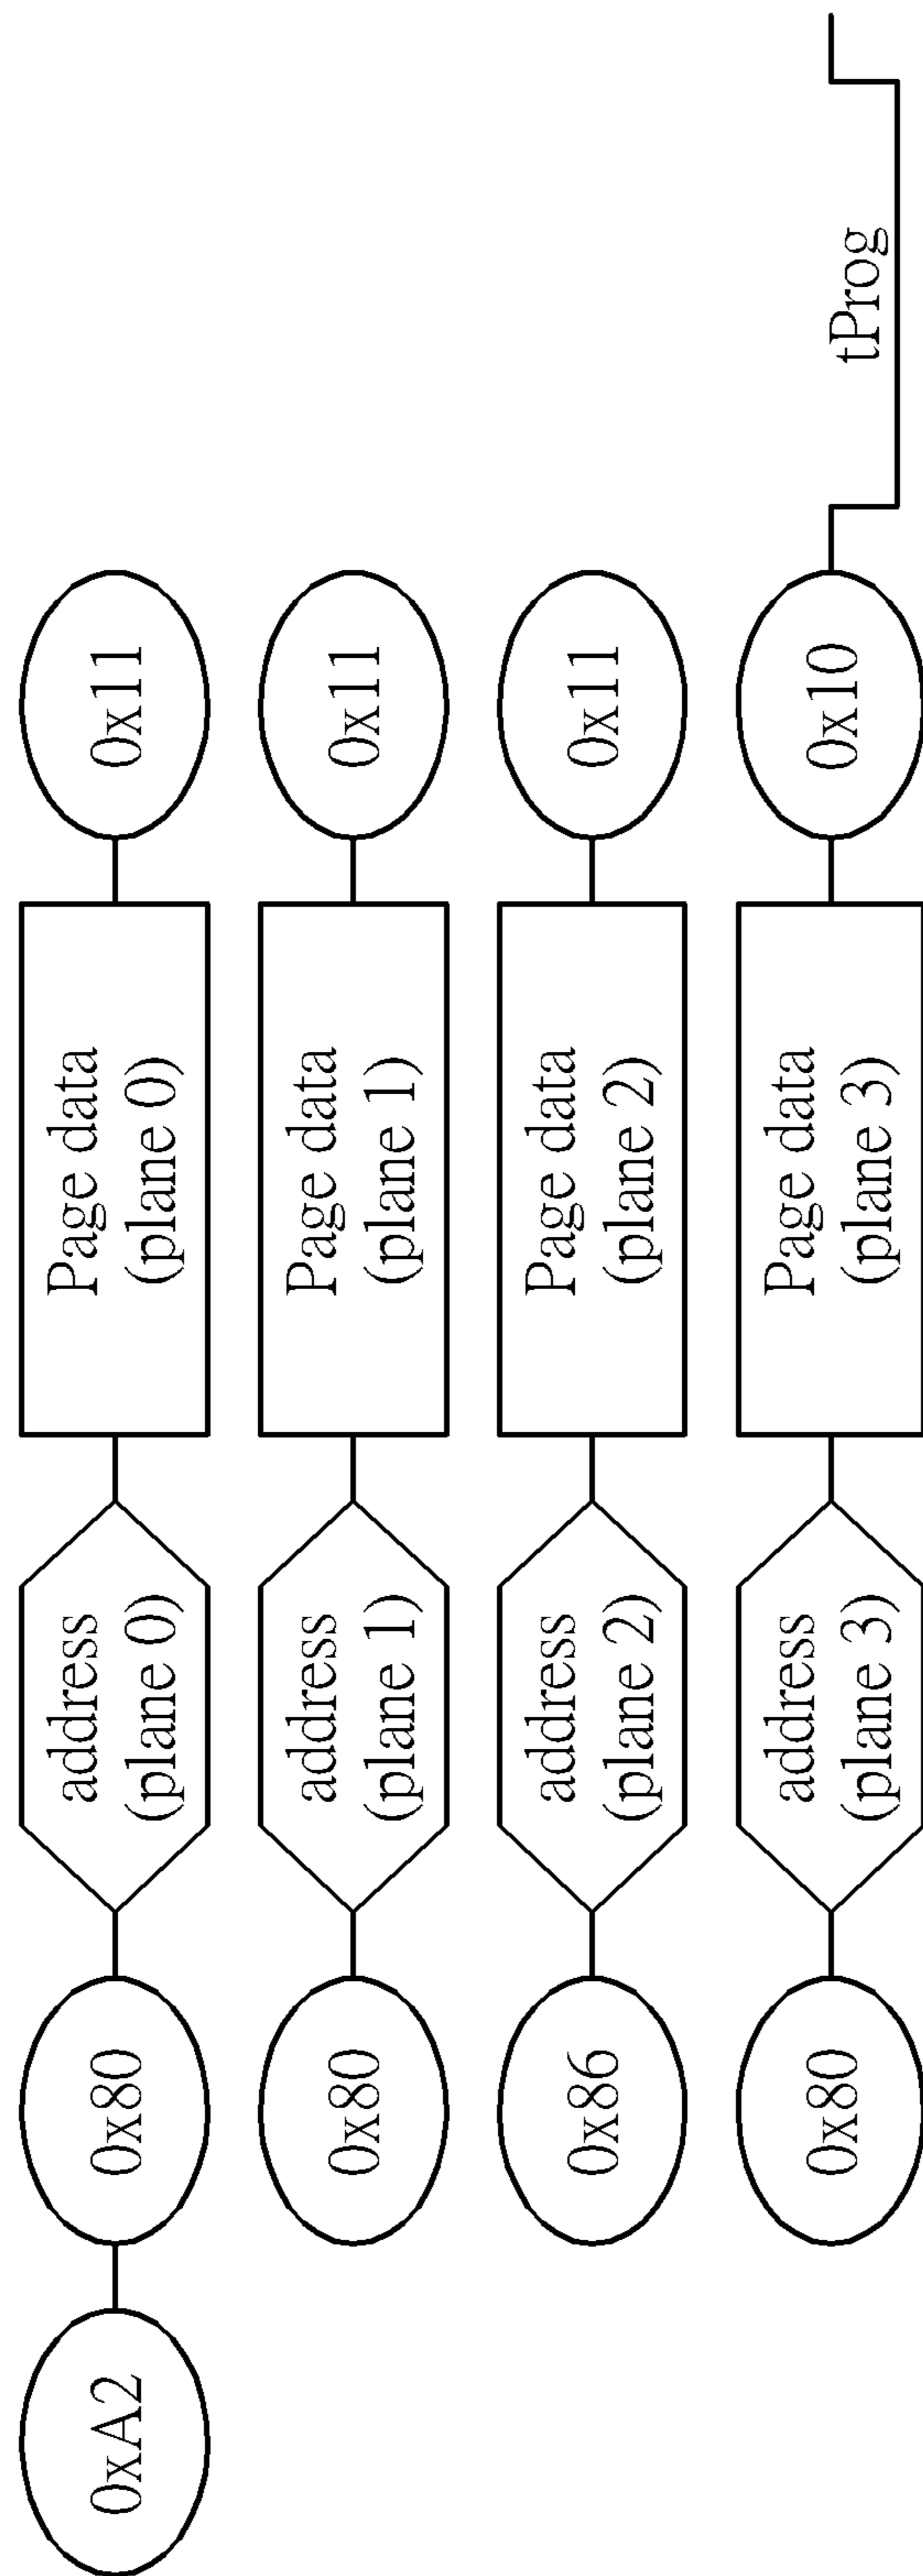 0xA2
0x80
address
(plane 0)
Page data
(plane 0)
0x11
0x80
address
(plane 1)
Page data
(plane 1)
0x11
0x86
address
(plane 2)
Page data
(plane 2)
0x11
0x80
address
(plane 3)
Page data
(plane 3)
0x10
tProg